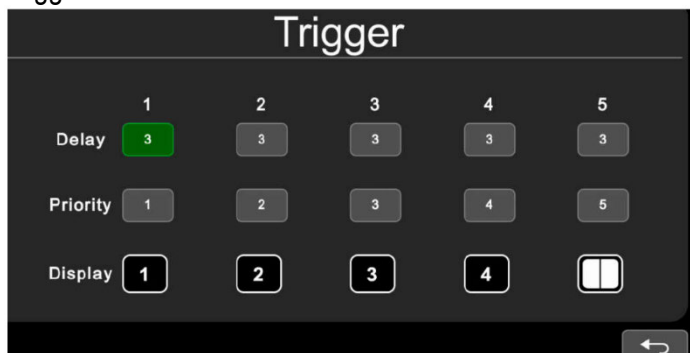 Trigger
1 2 3 4 5
Delay 3 3 3 3 3
Priority 1 2 3 4 5
Display 1 2 3 4